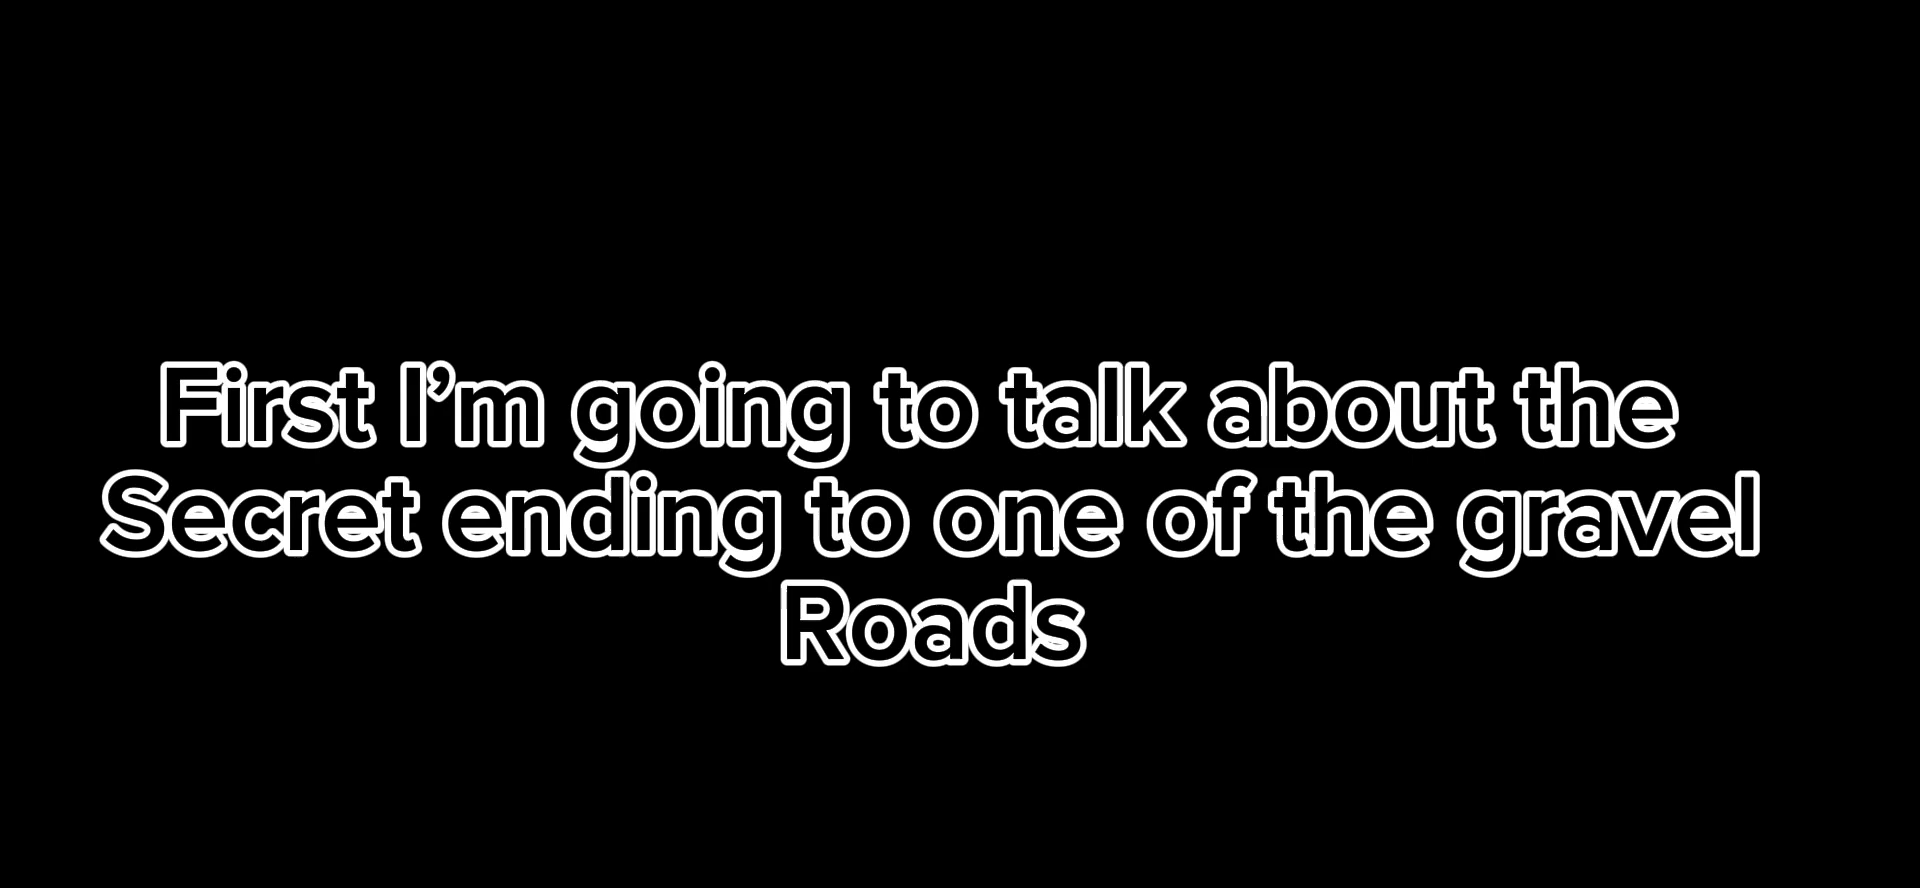 First I’m going to talk about the
Secret ending to one of the gravel
Roads